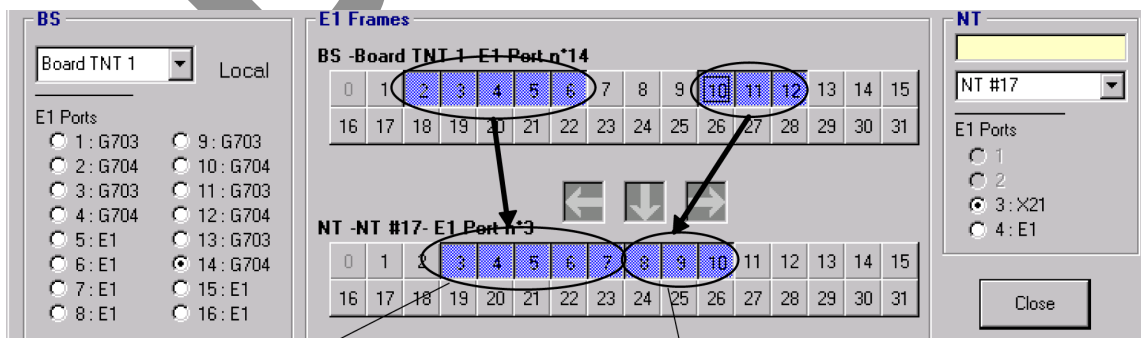 BS
Board TNT 1
Local
E1 Ports
1 : G703 9 : G703
2 : G704 10 : G704
3 : G703 11 : G703
4 : G704 12 : G704
5 : E1 13 : G703
6 : E1 14 : G704
7 : E1 15 : E1
8 : E1 16 : E1
E1 Frames
BS -Board TNT 1- E1 Port n°14
0 1 2 3 4 5 6 7 8 9 10 11 12 13 14 15
16 17 18 19 20 21 22 23 24 25 26 27 28 29 30 31
NT -NT #17- E1 Port n°3
0 1 2 3 4 5 6 7 8 9 10 11 12 13 14 15
16 17 18 19 20 21 22 23 24 25 26 27 28 29 30 31
NT
NT #17
E1 Ports
1
2
3 : X21
4 : E1
Close